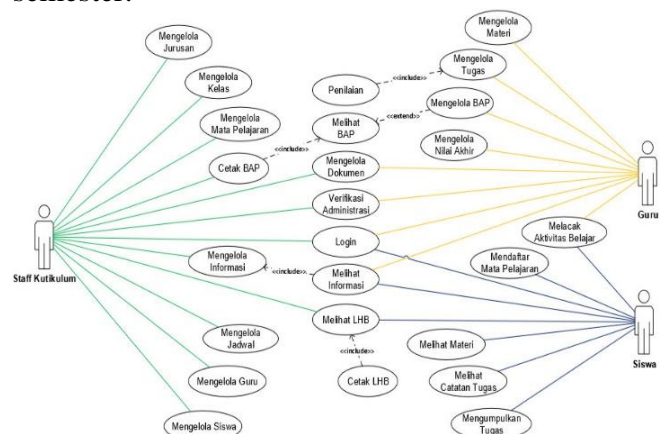 semester.
Mengelola
Jurusan
Mengelola
Kelas
Mengelola
Mata Pelajaran
Cetak BAP
<<include>>
Penilaian
<<include>>
Melihat
BAP
<<extend>>
Mengelola
Dokumen
Verifikasi
Administrasi
Login
Mengelola
Informasi
<<include>>
Melihat
Informasi
Melihat LHB
<<include>>
Cetak LHB
Mengelola
Jadwal
Mengelola Guru
Mengelola Siswa
Staff Kutikulum
Mengelola
Materi
Mengelola
Tugas
Mengelola BAP
Mengelola
Nilai Akhir
Guru
Melacak
Aktivitas Belajar
Mendaftar
Mata Pelajaran
Melihat Materi
Melihat
Catatan Tugas
Mengumpulkan
Tugas
Siswa